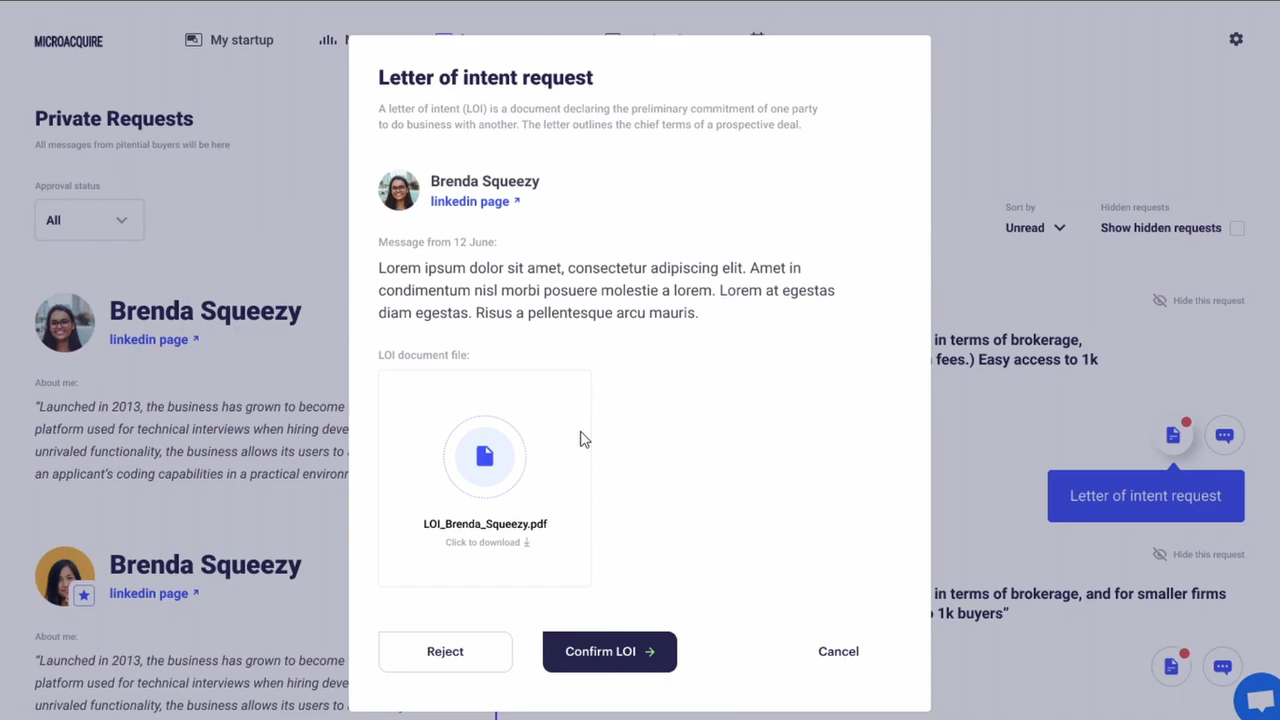 MICROACQUIRE
My startup
Letter of intent request
A letter of intent (LOI) is a document declaring the preliminary commitment of one party
to do business with another. The letter outlines the chief terms of a prospective deal.
Private Requests
All messages from pitential buyers will be here
Approval status
All
Sort by
Unread
Hidden requests
Show hidden requests
Brenda Squeezy
linkedin page
Message from 12 June:
Lorem ipsum dolor sit amet, consectetur adipiscing elit. Amet in
condimentum nisl morbi posuere molestie a lorem. Lorem at egestas
diam egestas. Risus a pellentesque arcu mauris.
LOI document file:
LOI_Brenda_Squeezy.pdf
Click to download
Reject
Confirm LOI
Cancel
Brenda Squeezy
linkedin page
About me:
“Launched in 2013, the business has grown to become
platform used for technical interviews when hiring deve
unrivaled functionality, the business allows its users to
an applicant’s coding capabilities in a practical environ
Hide this request
in terms of brokerage,
fees.) Easy access to 1k
Letter of intent request
Brenda Squeezy
linkedin page
About me:
“Launched in 2013, the business has grown to become
platform used for technical interviews when hiring deve
unrivaled functionality, the business allows its users to
Hide this request
in terms of brokerage, and for smaller firms
1k buyers”